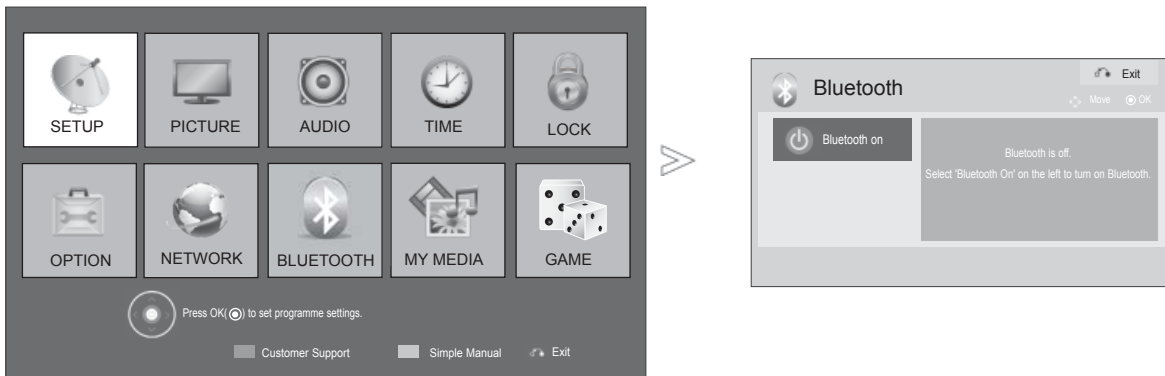 SETUP
PICTURE
AUDIO
TIME
LOCK
OPTION
NETWORK
BLUETOOTH
MY MEDIA
GAME
Press OK( ) to set programme settings.
Customer Support
Simple Manual
Exit
Bluetooth
Exit
Move
OK
Bluetooth on
Bluetooth is off.
Select 'Bluetooth On' on the left to turn on Bluetooth.